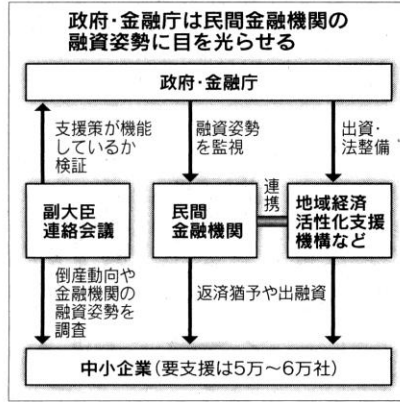 政府・金融庁は民間金融機関の
融資姿勢に目を光らせる
政府・金融庁
支援策が機能
しているか
検証
融資姿勢
を監視
出資・
法整備
副大臣
連絡会議
民間
金融機関
連携
地域経済
活性化支援
機構など
倒産動向や
金融機関の
融資姿勢を
調査
返済猶予や出融資
中小企業(要支援は5万〜6万社)